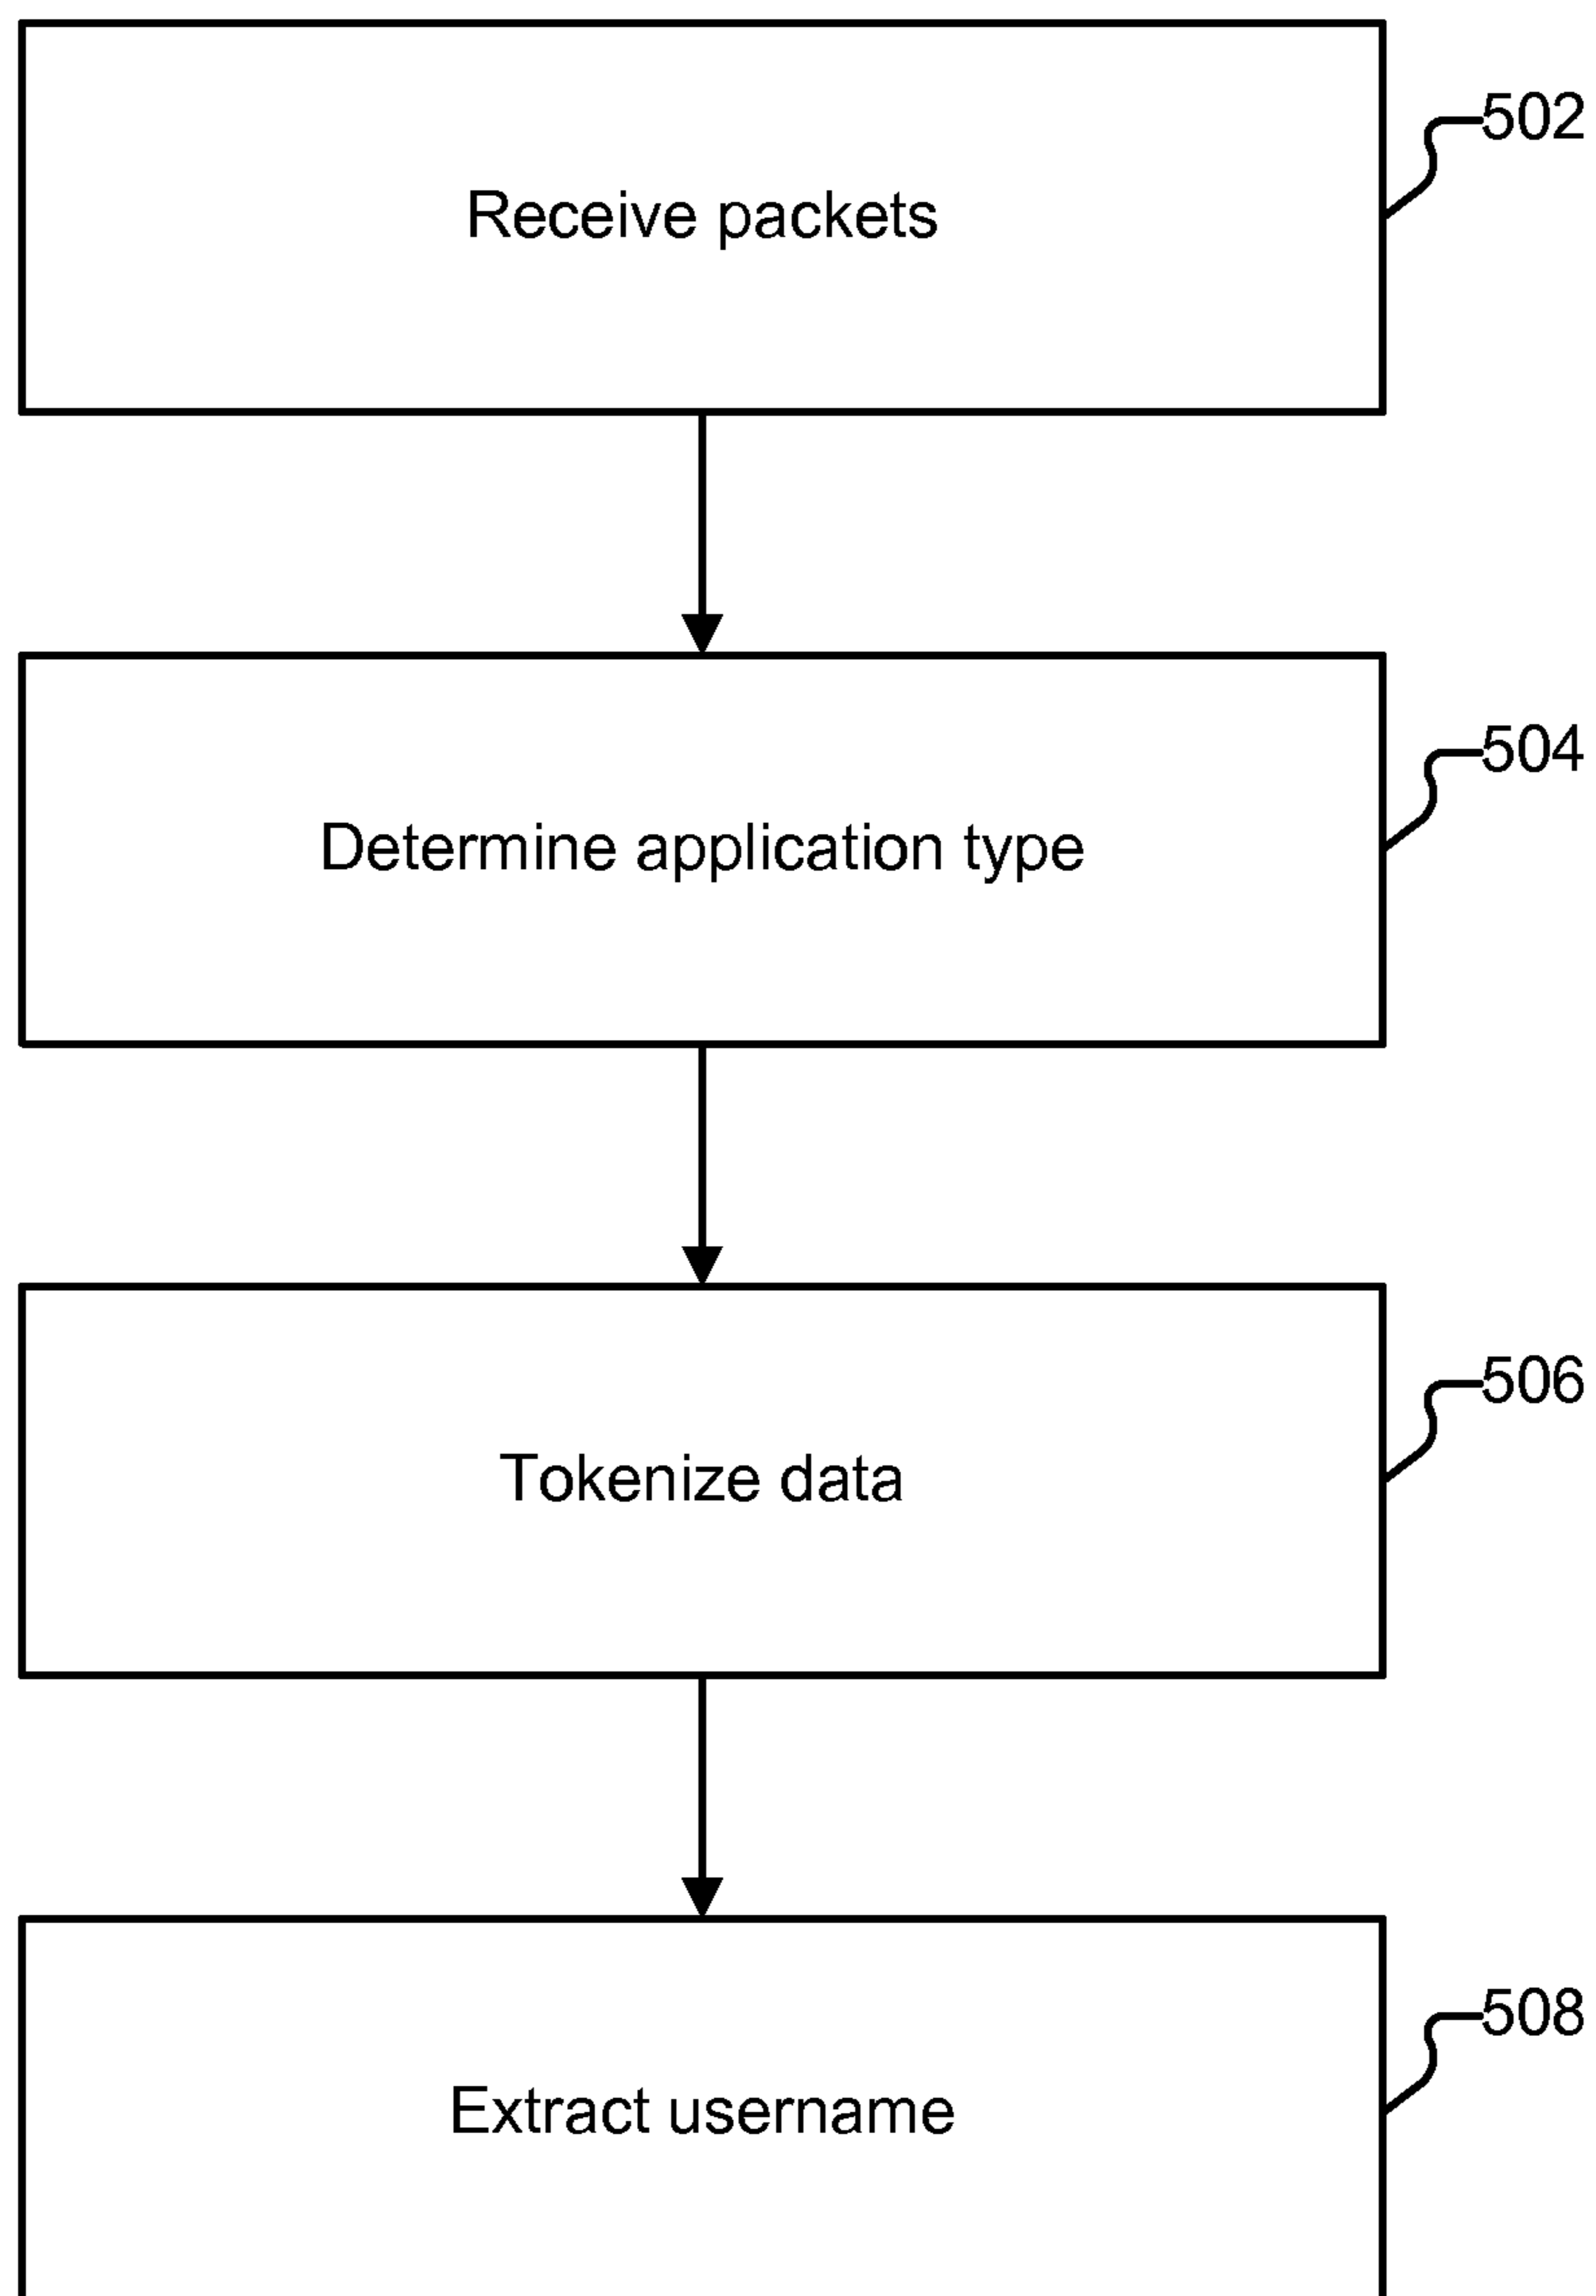 502
Receive packets
504
Determine application type
506
Tokenize data
508
Extract username